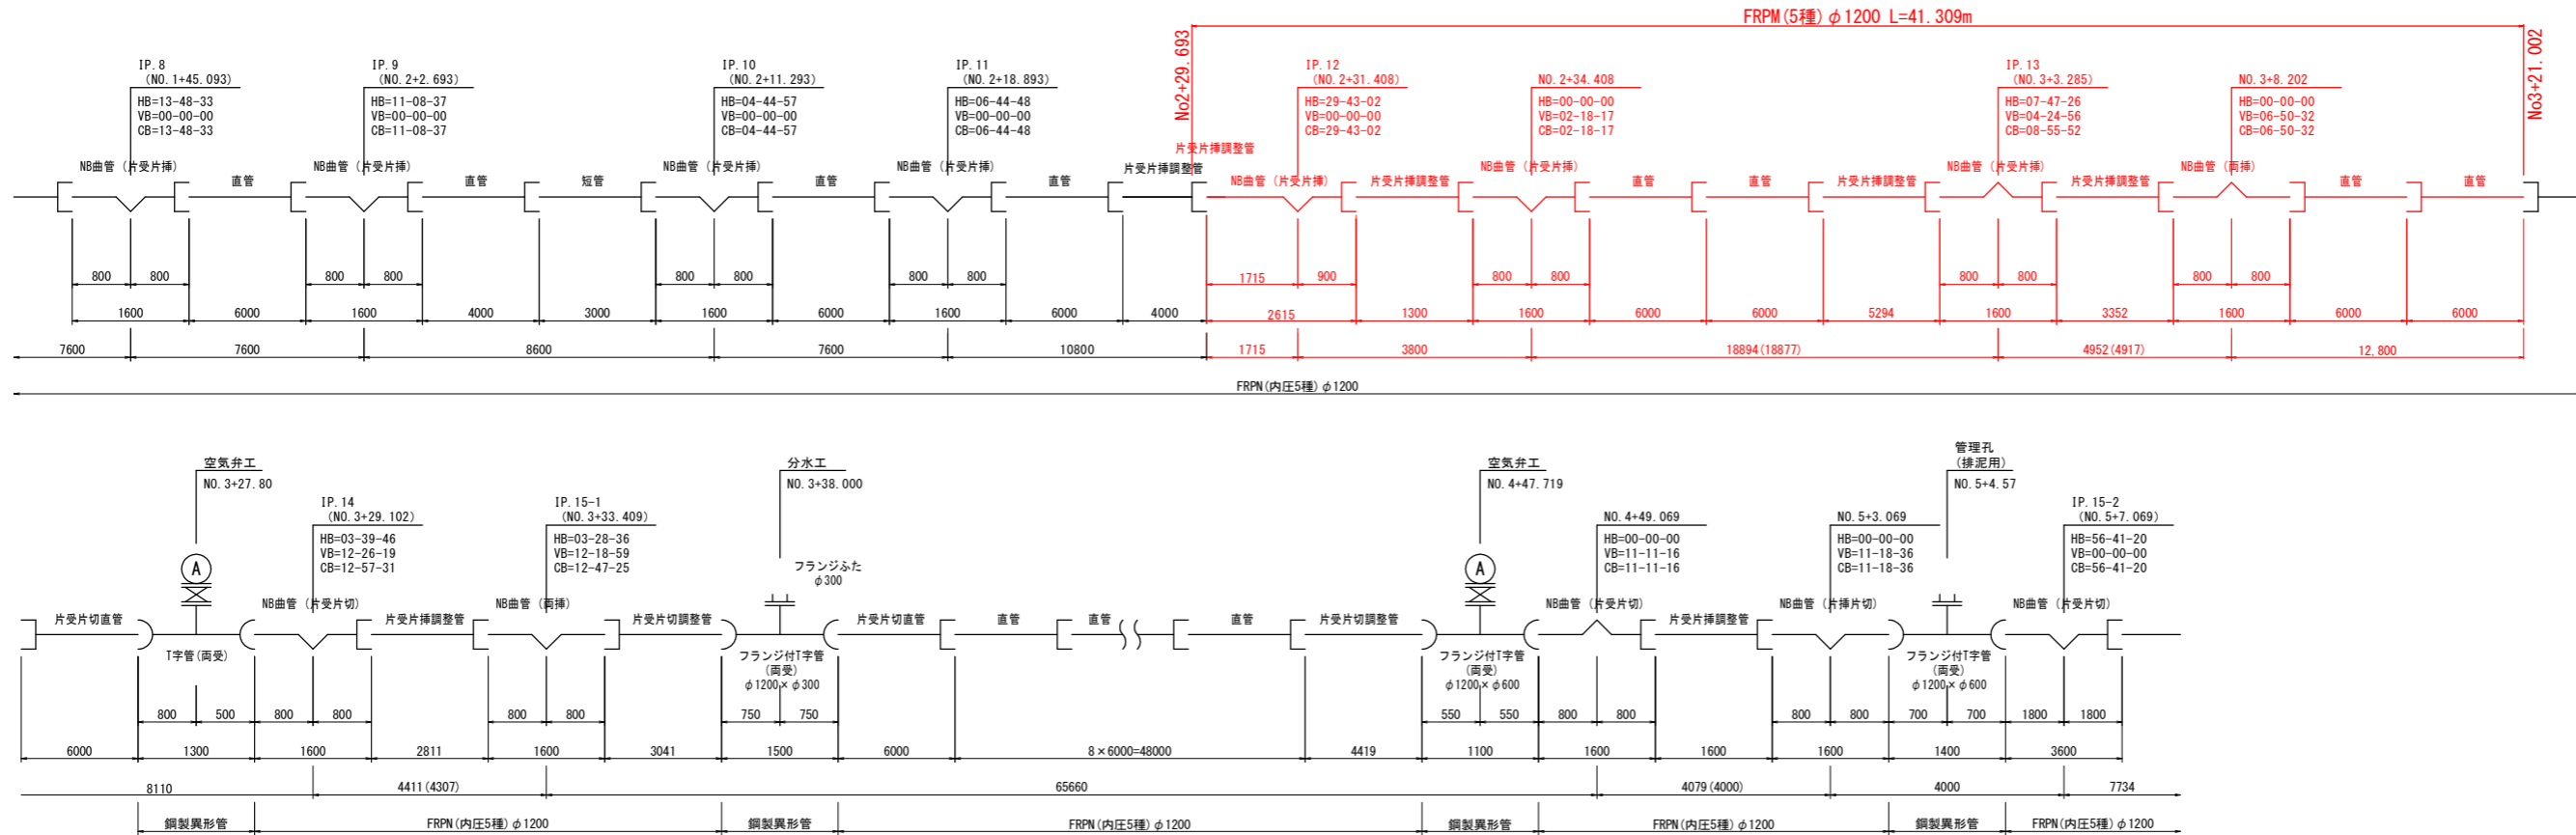 FRPM(5種)φ1200 L=41.309m
No2+29.693
No3+21.002
IP.8
(NO.1+45.093)
HB=13-48-33
VB=00-00-00
CB=13-48-33
IP.9
(NO.2+2.693)
HB=11-08-37
VB=00-00-00
CB=11-08-37
IP.10
(NO.2+11.293)
HB=04-44-57
VB=00-00-00
CB=04-44-57
IP.11
(NO.2+18.893)
HB=06-44-48
VB=00-00-00
CB=06-44-48
IP.12
(NO.2+31.408)
HB=29-43-02
VB=00-00-00
CB=29-43-02
NO.2+34.408
HB=00-00-00
VB=02-18-17
CB=02-18-17
IP.13
(NO.3+3.285)
HB=07-47-26
VB=04-24-56
CB=08-55-52
NO.3+8.202
HB=00-00-00
VB=06-50-32
CB=06-50-32
片受片挿調整管
NB曲管(片受片挿) 直管 NB曲管(片受片挿) 直管 短管 NB曲管(片受片挿) 直管 NB曲管(片受片挿) 直管 片受片挿調整管 NB曲管(片受片挿) 片受片挿調整管 NB曲管(片受片挿) 直管 直管 片受片挿調整管 NB曲管(片受片挿) 片受片挿調整管 NB曲管(両挿) 直管 直管
800 800 800 800 800 800 800 800 1715 900 800 800 800 800 800 800
1600 6000 1600 4000 3000 1600 6000 1600 6000 4000 2615 1300 1600 6000 6000 5294 1600 3352 1600 6000 6000
7600 7600 8600 7600 10800 1715 3800 18894(18877) 4952(4917) 12,800
FRPN(内圧5種)φ1200
空気弁工
NO.3+27.80
A
IP.14
(NO.3+29.102)
HB=03-39-46
VB=12-26-19
CB=12-57-31
IP.15-1
(NO.3+33.409)
HB=03-28-36
VB=12-18-59
CB=12-47-25
分水工
NO.3+38.000
フランジふた
φ300
空気弁工
NO.4+47.719
A
NO.4+49.069
HB=00-00-00
VB=11-11-16
CB=11-11-16
NO.5+3.069
HB=00-00-00
VB=11-18-36
CB=11-18-36
管理孔
(排泥用)
NO.5+4.57
IP.15-2
(NO.5+7.069)
HB=56-41-20
VB=00-00-00
CB=56-41-20
片受片切直管 NB曲管(片受片切) 片受片挿調整管 NB曲管(両挿) 片受片切調整管 片受片切直管 直管 直管 直管 片受片切調整管 NB曲管(片受片切) 片受片挿調整管 NB曲管(片挿片切) NB曲管(片受片切)
T字管(両受)
フランジ付T字管
(両受)
φ1200×φ300
フランジ付T字管
(両受)
φ1200×φ600
フランジ付T字管
(両受)
φ1200×φ600
800 500 800 800 800 800 750 750 550 550 800 800 800 800 700 700 1800 1800
6000 1300 1600 2811 1600 3041 1500 6000 8×6000=48000 4419 1100 1600 1600 1600 1400 3600
8110 4411(4307) 65660 4079(4000) 4000 7734
鋼製異形管 FRPN(内圧5種)φ1200 鋼製異形管 FRPN(内圧5種)φ1200 鋼製異形管 FRPN(内圧5種)φ1200 鋼製異形管 FRPN(内圧5種)φ1200